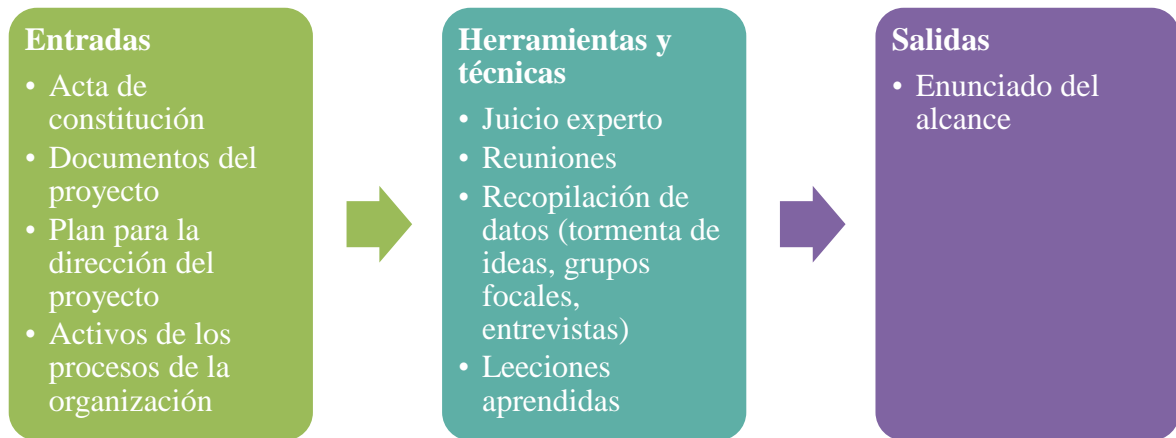 Entradas
• Acta de
constitución
• Documentos del
proyecto
• Plan para la
dirección del
proyecto
• Activos de los
procesos de la
organización
Herramientas y
técnicas
• Juicio experto
• Reuniones
• Recopilación de
datos (tormenta de
ideas, grupos
focales,
entrevistas)
• Leeciones
aprendidas
Salidas
• Enunciado del
alcance